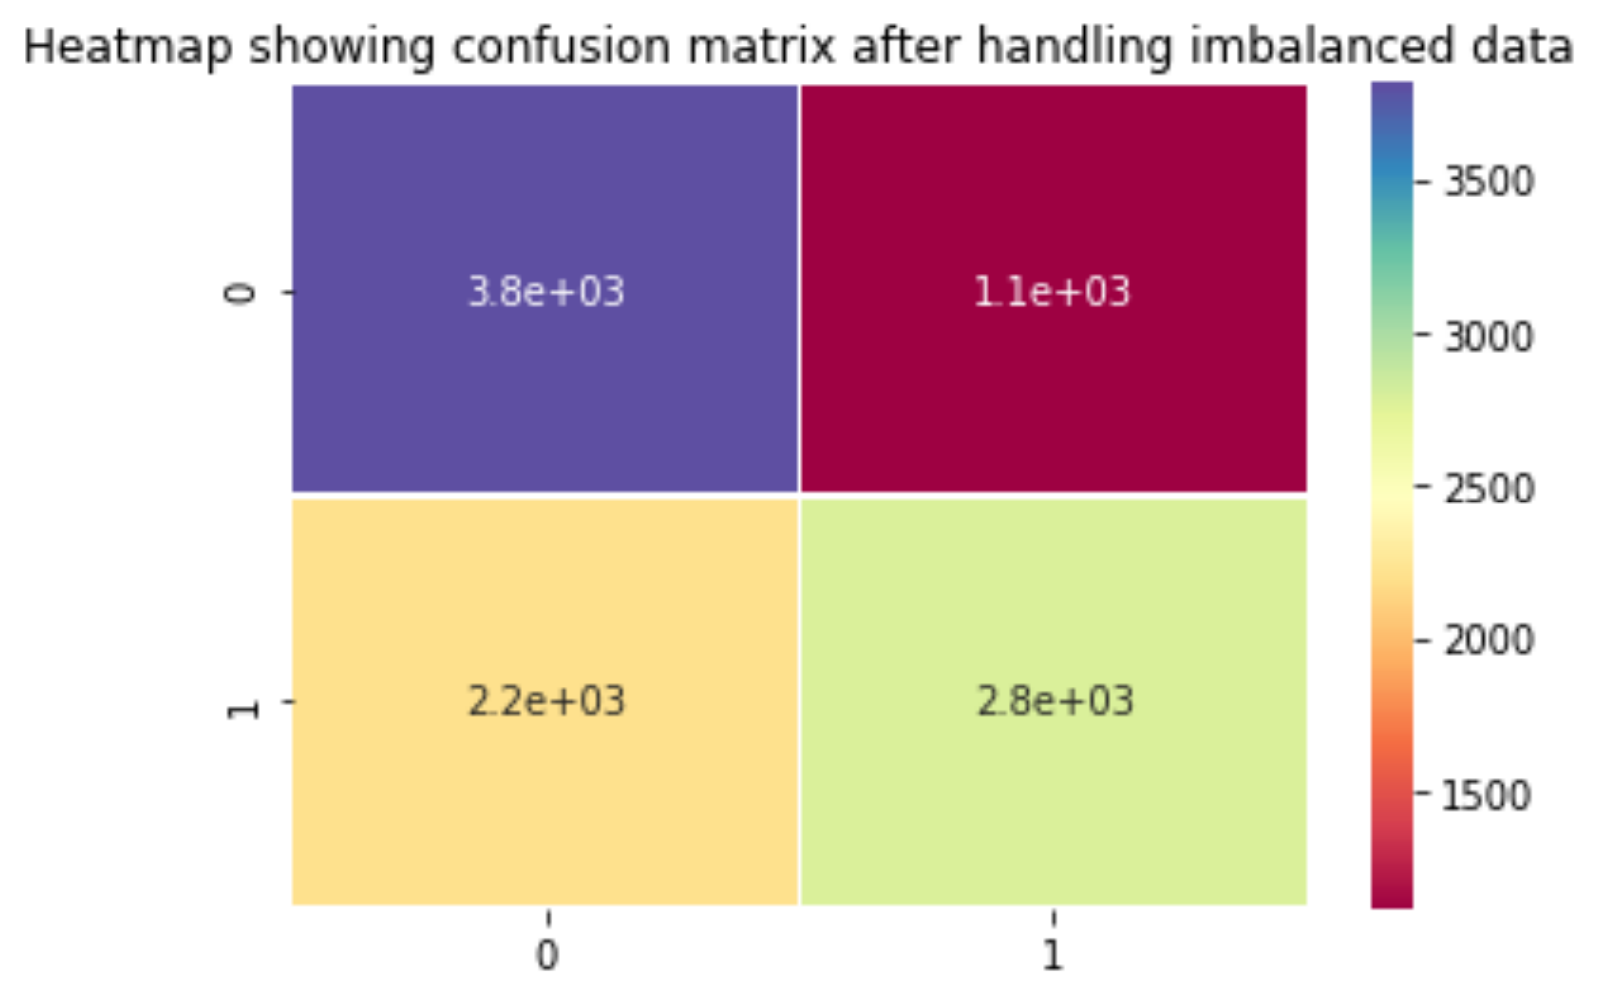 Heatmap showing confusion matrix after handling imbalanced data
3500
0
3.8e+03
1.1e+03
3000
2500
2000
1
2.2e+03
2.8e+03
1500
0
1